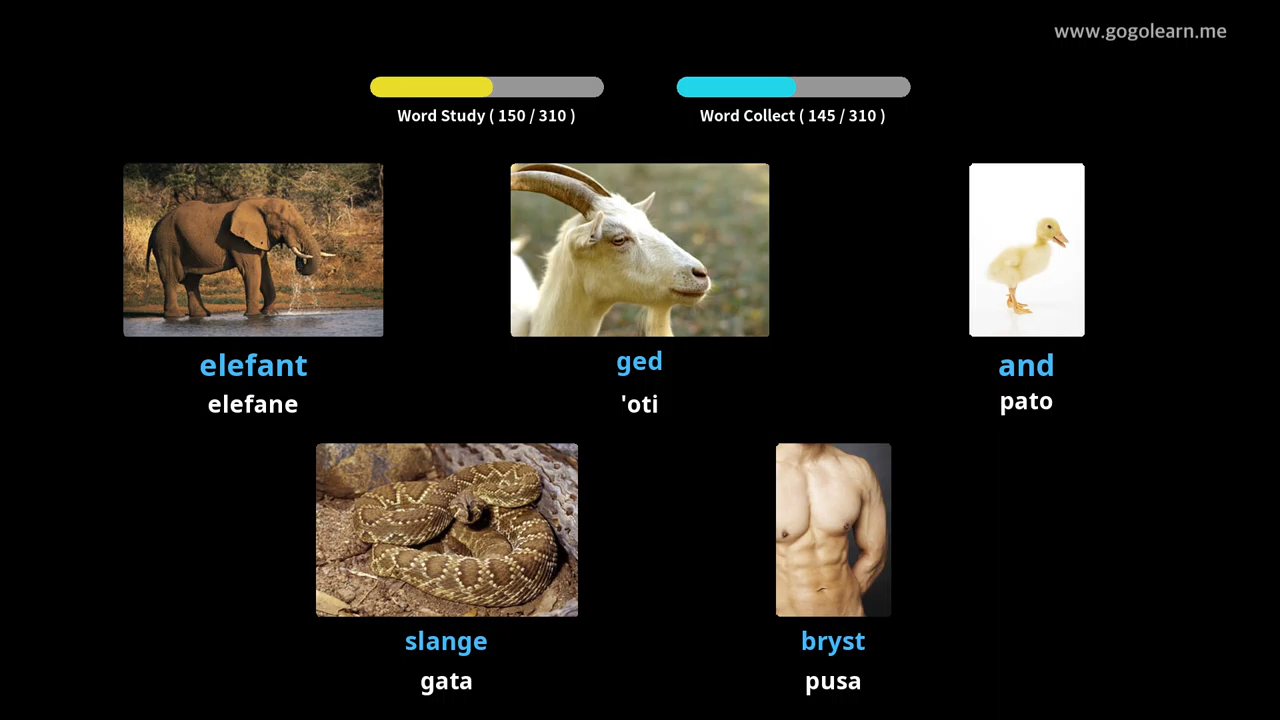 www.gogolearn.me
Word Study ( 150 / 310 )
Word Collect ( 145 / 310 )
elefant
elefane
ged
'oti
and
pato
slange
gata
bryst
pusa